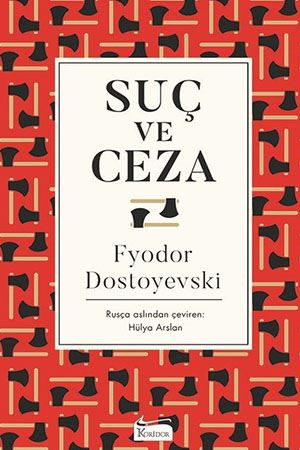 SUÇ
VE
CEZA
Fyodor
Dostoyevski
Rusça aslından çeviren:
Hülya Arslan
KORİDOR